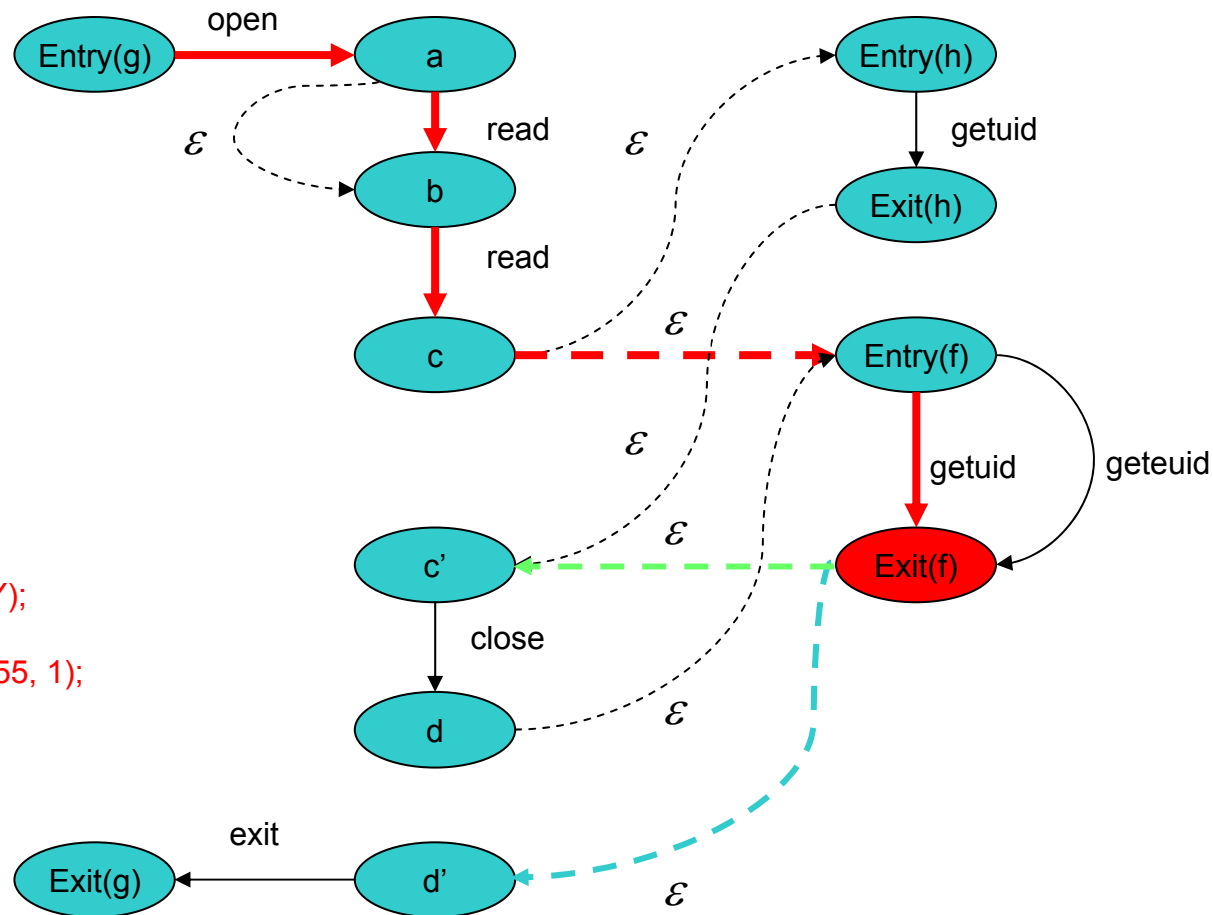 open
Entry(g)
a
Entry(h)
read
ε
ε
getuid
b
Exit(h)
read
ε
c
Entry(f)
ε
getuid
geteuid
ε
c’
Exit(f)
Y);
close
55, 1);
d
ε
exit
Exit(g)
d’
ε